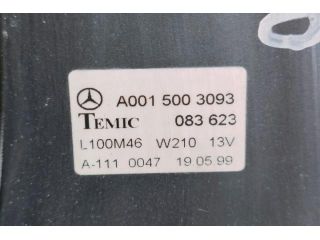 A001 500 3093
TEMIC 083 623
L100M46 W210 13V
A-111 0047 19.05.99